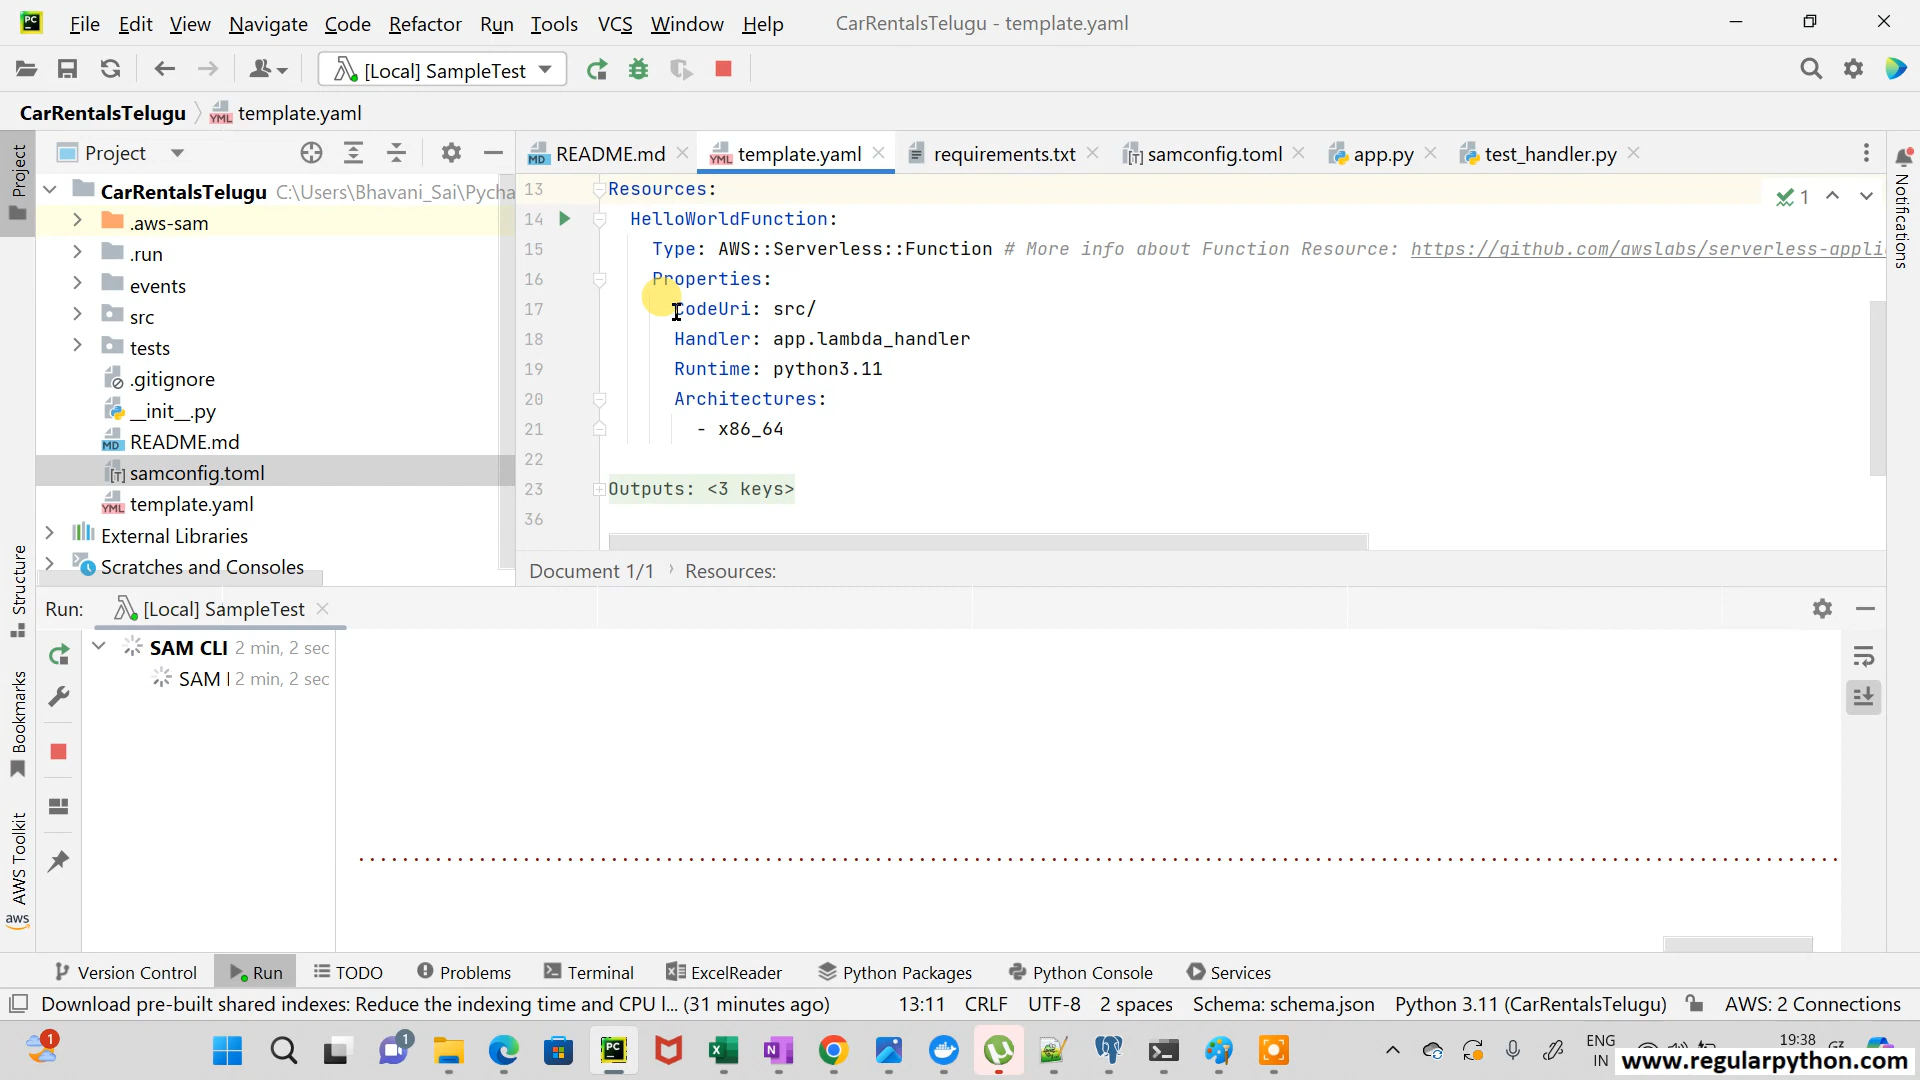 File Edit View Navigate Code Refactor Run Tools VCS Window Help CarRentalsTelugu - template.yaml
[Local] SampleTest
CarRentalsTelugu template.yaml
Project
Project
README.md template.yaml requirements.txt samconfig.toml app.py test_handler.py
Notifications
CarRentalsTelugu C:\Users\Bhavani_Sai\Pycha
.aws-sam
.run
events
src
tests
.gitignore
__init__.py
README.md
samconfig.toml
template.yaml
External Libraries
Scratches and Consoles
13 Resources:
14 HelloWorldFunction:
15 Type: AWS::Serverless::Function # More info about Function Resource: https://github.com/awslabs/serverless-appli
16 Properties:
17 CodeUri: src/
18 Handler: app.lambda_handler
19 Runtime: python3.11
20 Architectures:
21 - x86_64
22
23 Outputs: <3 keys>
36
1
Document 1/1 Resources:
Structure
Bookmarks
AWS Toolkit
aws
Run: [Local] SampleTest
SAM CLI 2 min, 2 sec
SAM 2 min, 2 sec
Version Control Run TODO Problems Terminal ExcelReader Python Packages Python Console Services
Download pre-built shared indexes: Reduce the indexing time and CPU l... (31 minutes ago) 13:11 CRLF UTF-8 2 spaces Schema: schema.json Python 3.11 (CarRentalsTelugu) AWS: 2 Connections
1
1
ENG
IN
19:38
www.regularpython.com